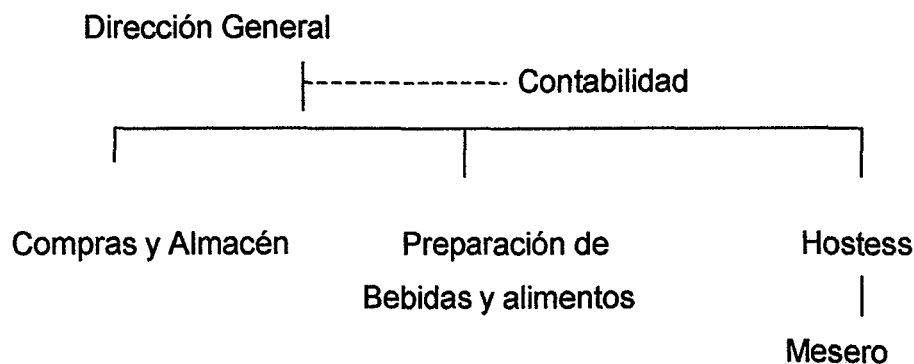 Dirección General
Contabilidad
Compras y Almacén
Preparación de
Bebidas y alimentos
Hostess
Mesero